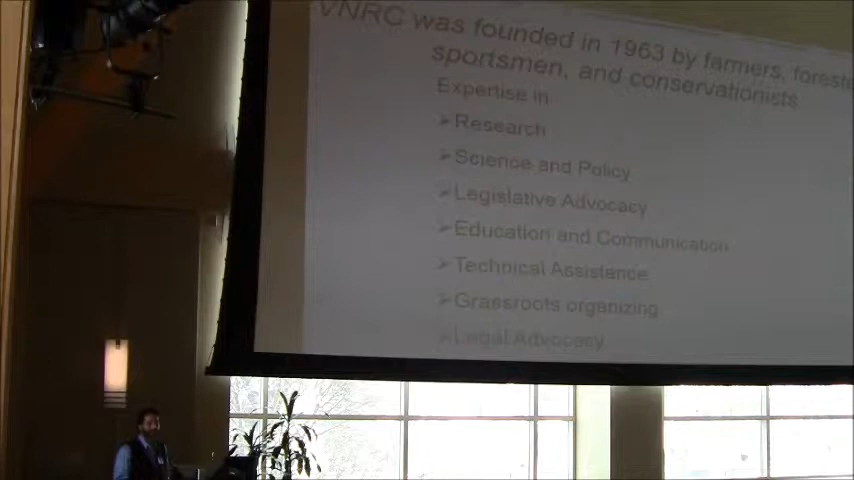 VNRC was founded in 1963 by farmers, foreste
sportsmen, and conservationists.
Expertise in:
➢Research
➢Science and Policy
➢Legislative Advocacy
➢Education and Communication
➢Technical Assistance
➢Grassroots organizing
➢Legal Advocacy